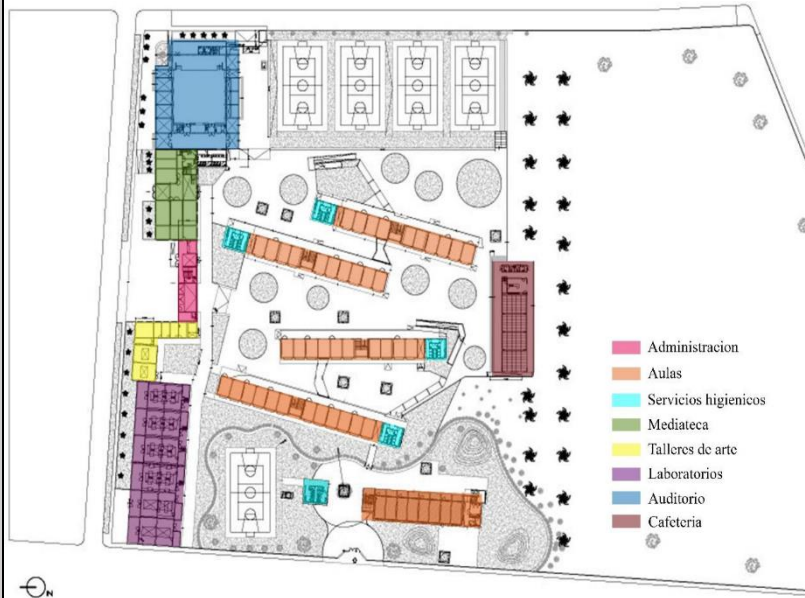 Administracion
Aulas
Servicios higienicos
Mediateca
Talleres de arte
Laboratorios
Auditorio
Cafeteria
N